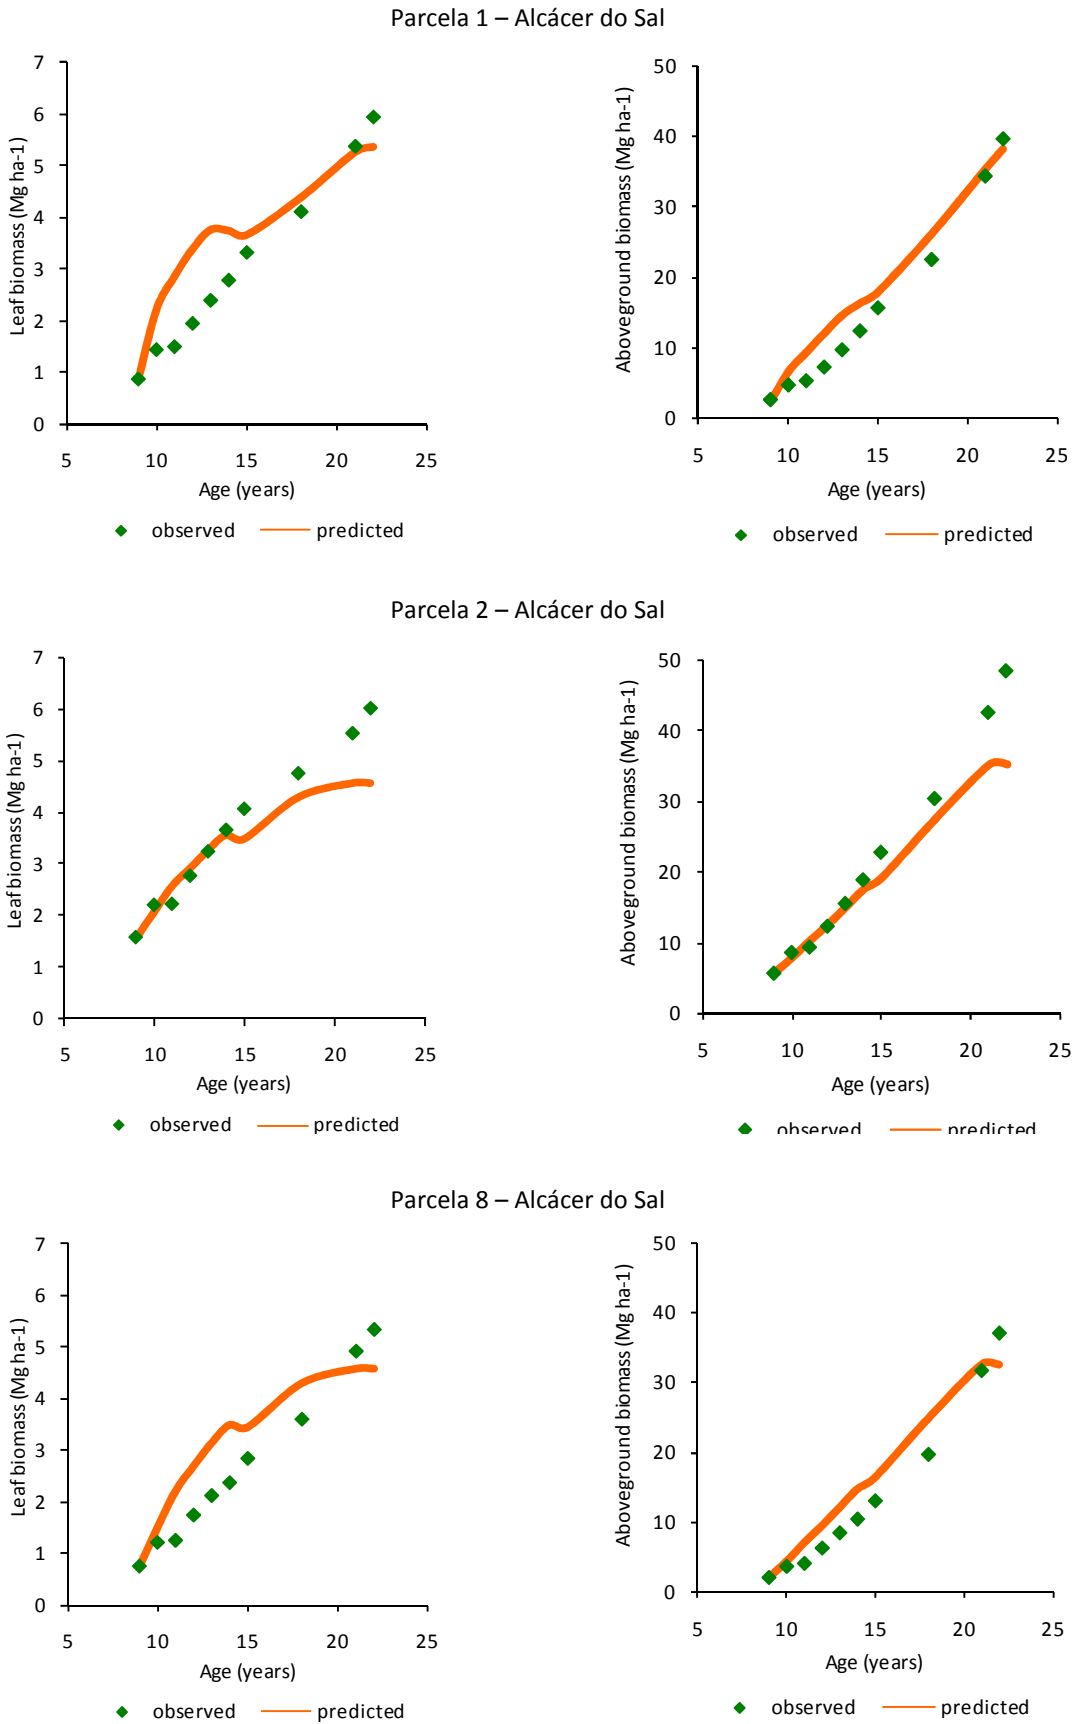 Parcela 1 – Alcácer do Sal
Leaf biomass (Mg ha-1)
7
6
5
4
3
2
1
0
5 10 15 20 25
Age (years)
observed predicted
Aboveground biomass (Mg ha-1)
50
40
30
20
10
0
5 10 15 20 25
Age (years)
observed predicted
Parcela 2 – Alcácer do Sal
Leaf biomass (Mg ha-1)
7
6
5
4
3
2
1
0
5 10 15 20 25
Age (years)
observed predicted
Aboveground biomass (Mg ha-1)
50
40
30
20
10
0
5 10 15 20 25
Age (years)
observed predicted
Parcela 8 – Alcácer do Sal
Leaf biomass (Mg ha-1)
7
6
5
4
3
2
1
0
5 10 15 20 25
Age (years)
observed predicted
Aboveground biomass (Mg ha-1)
50
40
30
20
10
0
5 10 15 20 25
Age (years)
observed predicted